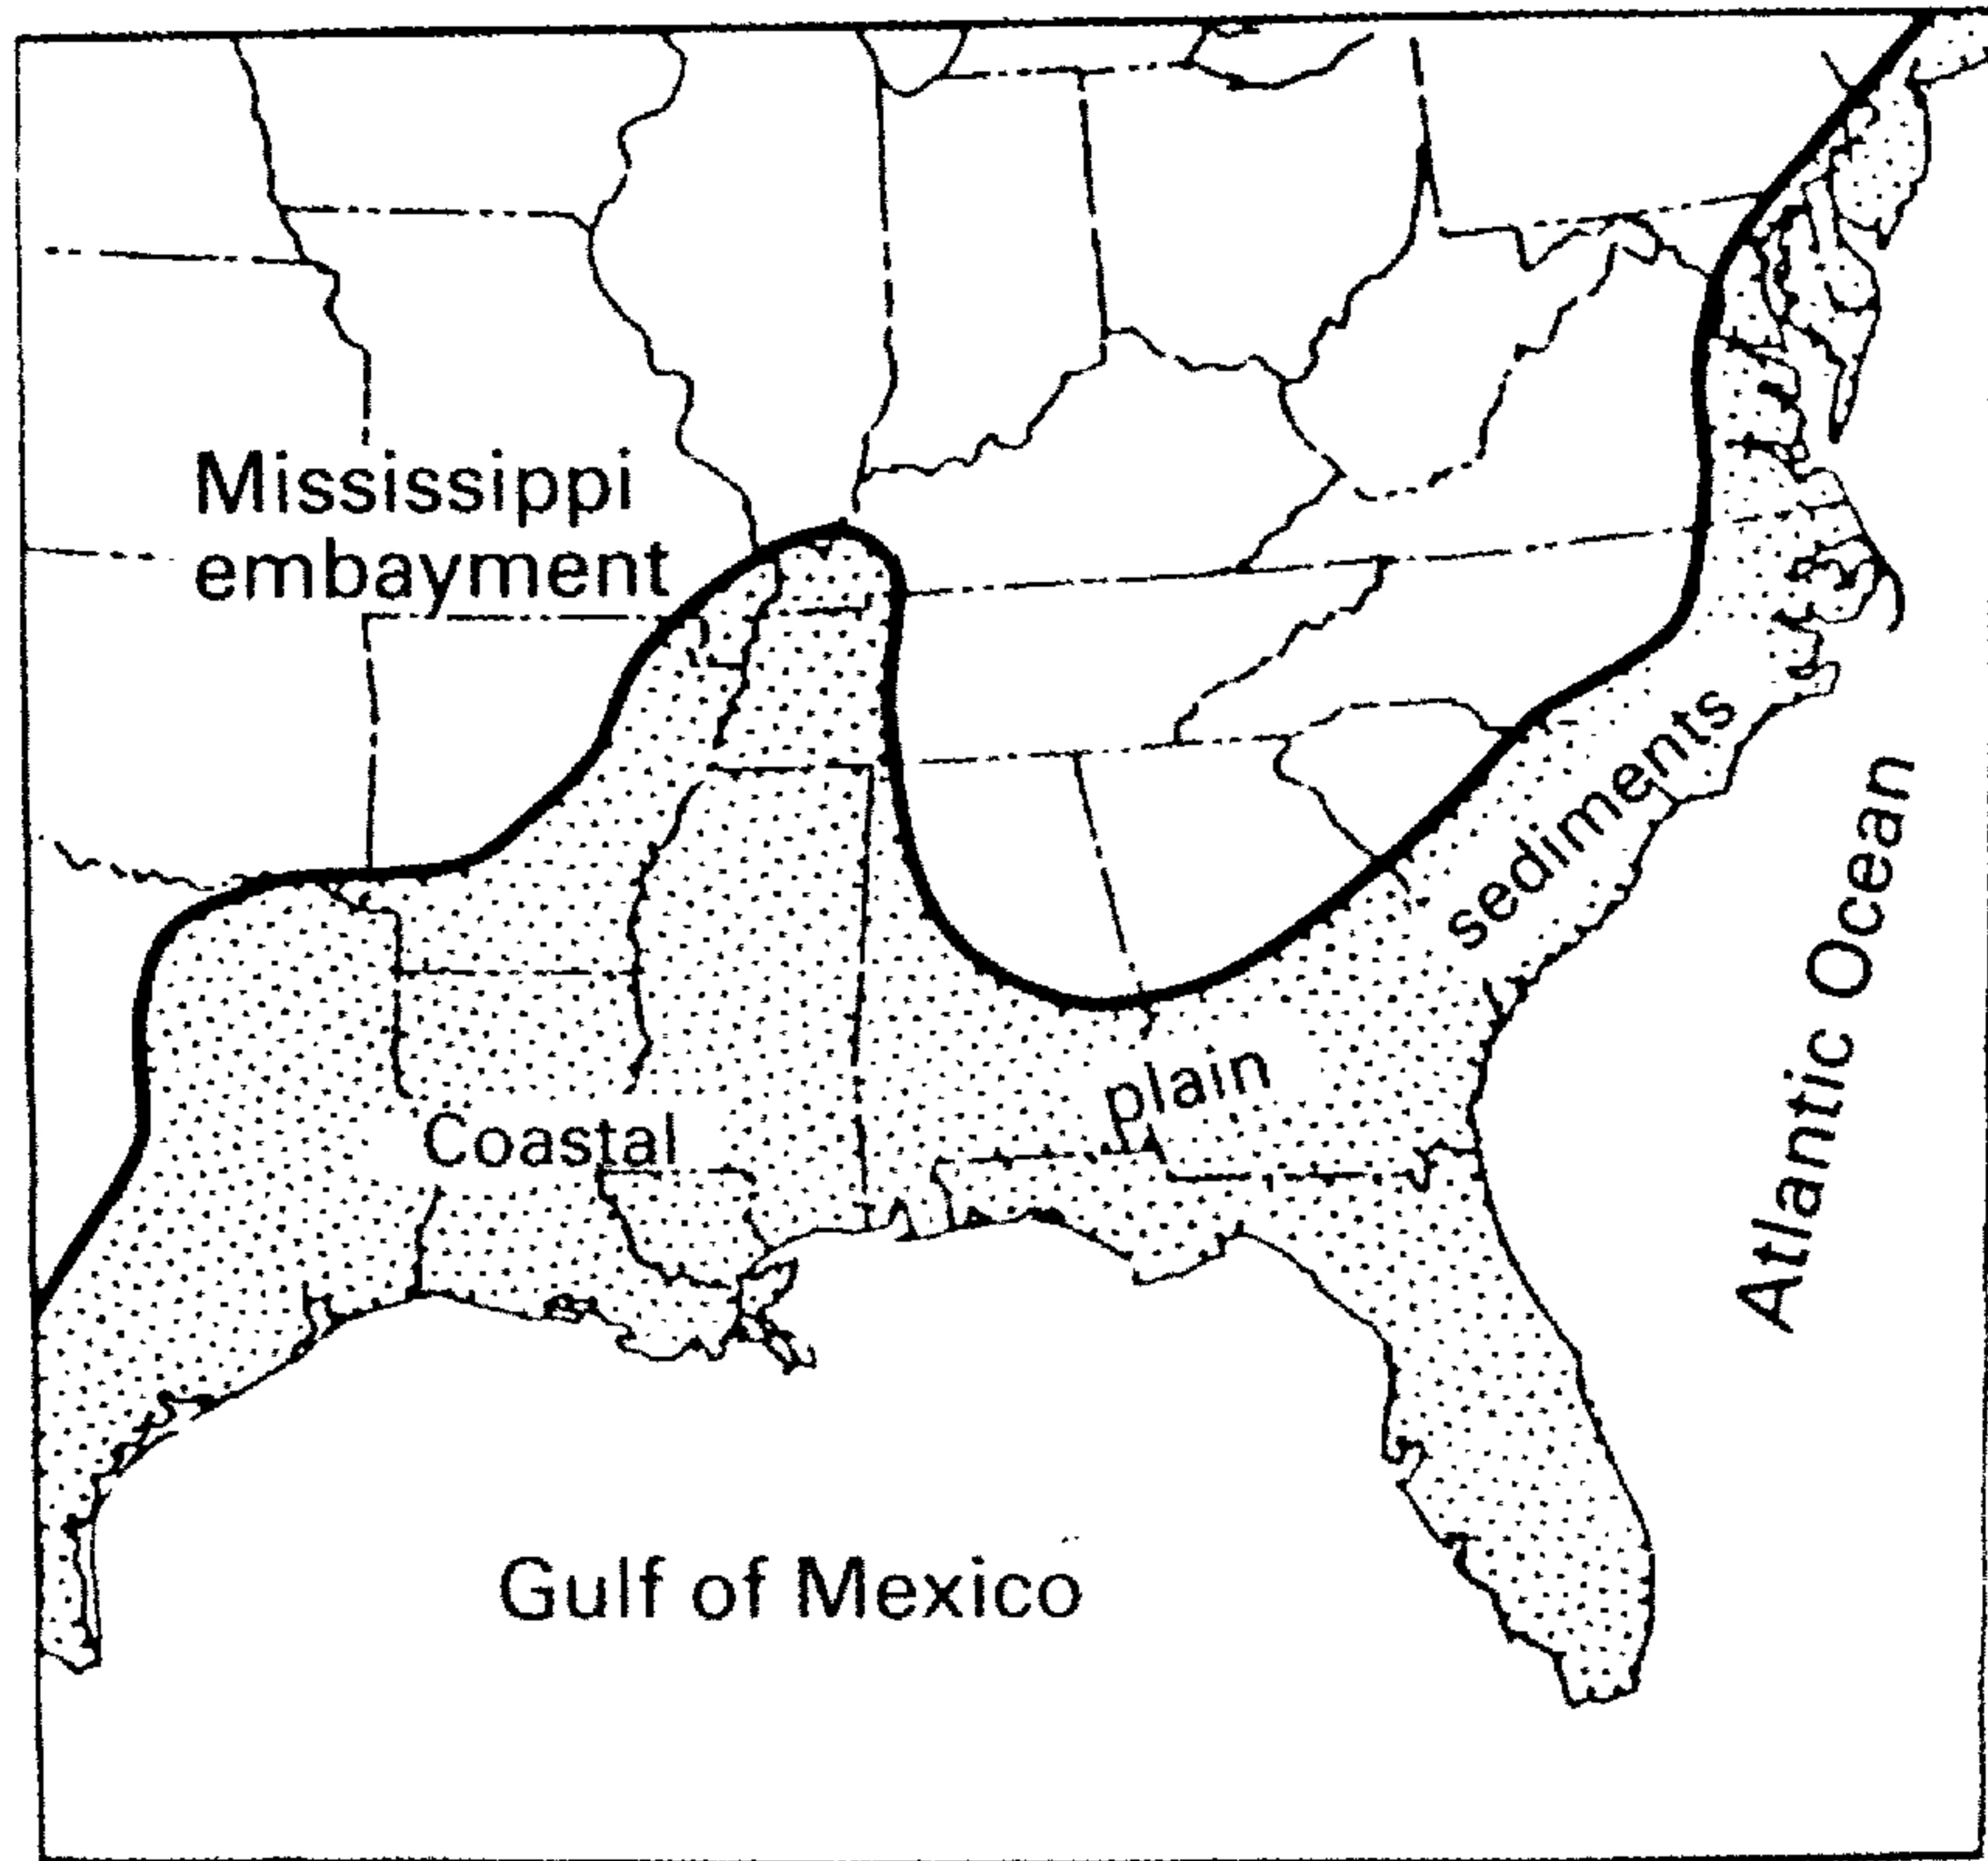 Mississippi
embayment
Coastal
plain
sediments
Atlantic Ocean
Gulf of Mexico